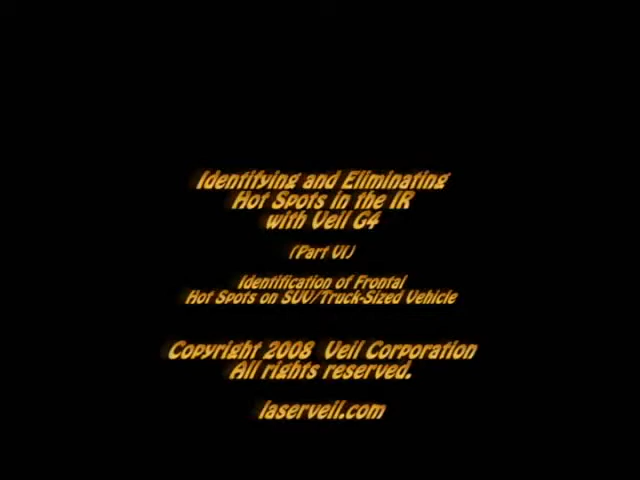 Identifying and Eliminating
Hot Spots in the IR
with Veil G4
(Part VI)
Identification of Frontal
Hot Spots on SUV/Truck-Sized Vehicle
Copyright 2008 Veil Corporation
All rights reserved.
laserveil.com